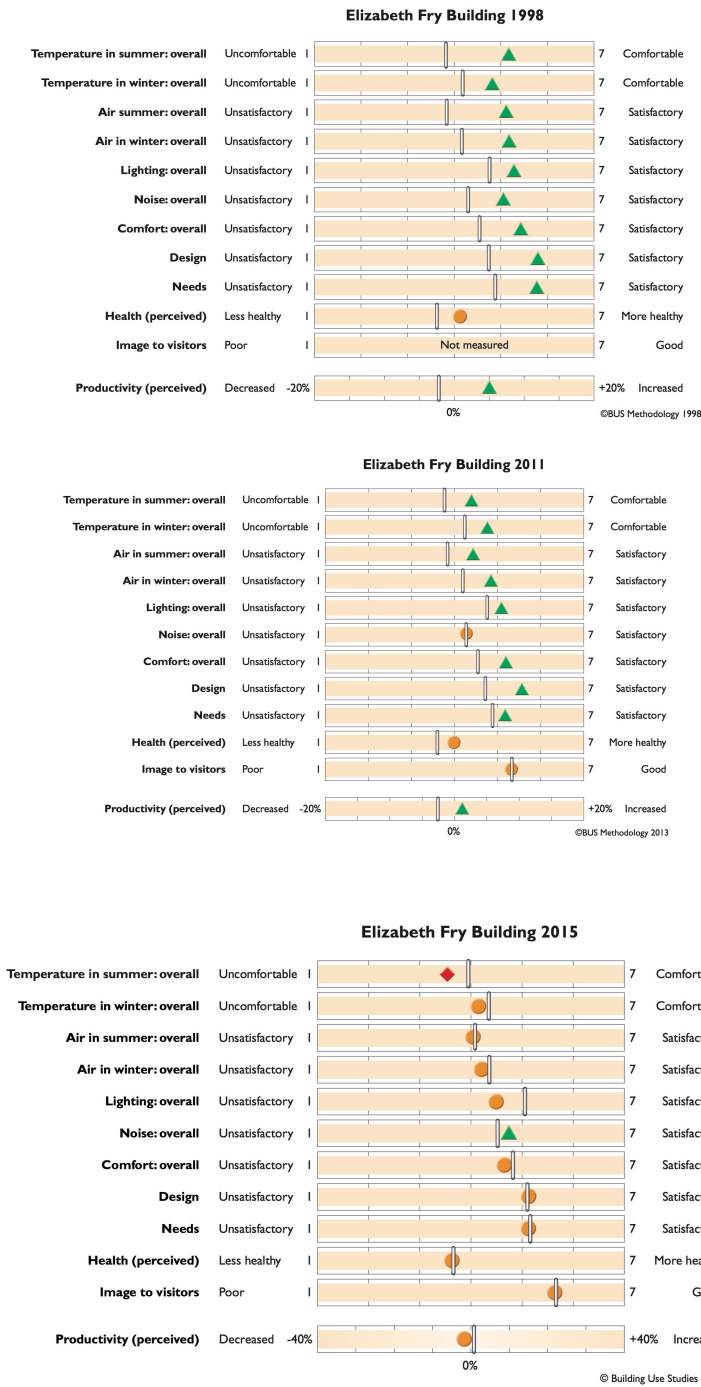 Elizabeth Fry Building 1998
Temperature in summer: overall Uncomfortable 1 7 Comfortable
Temperature in winter: overall Uncomfortable 1 7 Comfortable
Air summer: overall Unsatisfactory 1 7 Satisfactory
Air in winter: overall Unsatisfactory 1 7 Satisfactory
Lighting: overall Unsatisfactory 1 7 Satisfactory
Noise: overall Unsatisfactory 1 7 Satisfactory
Comfort: overall Unsatisfactory 1 7 Satisfactory
Design Unsatisfactory 1 7 Satisfactory
Needs Unsatisfactory 1 7 Satisfactory
Health (perceived) Less healthy 1 7 More healthy
Image to visitors Poor 1 Not measured 7 Good
Productivity (perceived) Decreased -20% +20% Increased
0%
©BUS Methodology 1998
Elizabeth Fry Building 2011
Temperature in summer: overall Uncomfortable 1 7 Comfortable
Temperature in winter: overall Uncomfortable 1 7 Comfortable
Air in summer: overall Unsatisfactory 1 7 Satisfactory
Air in winter: overall Unsatisfactory 1 7 Satisfactory
Lighting: overall Unsatisfactory 1 7 Satisfactory
Noise: overall Unsatisfactory 1 7 Satisfactory
Comfort: overall Unsatisfactory 1 7 Satisfactory
Design Unsatisfactory 1 7 Satisfactory
Needs Unsatisfactory 1 7 Satisfactory
Health (perceived) Less healthy 1 7 More healthy
Image to visitors Poor 1 7 Good
Productivity (perceived) Decreased -20% +20% Increased
0%
©BUS Methodology 2013
Elizabeth Fry Building 2015
Temperature in summer: overall Uncomfortable 1 7 Comfort
Temperature in winter: overall Uncomfortable 1 7 Comfort
Air in summer: overall Unsatisfactory 1 7 Satisfac
Air in winter: overall Unsatisfactory 1 7 Satisfac
Lighting: overall Unsatisfactory 1 7 Satisfac
Noise: overall Unsatisfactory 1 7 Satisfac
Comfort: overall Unsatisfactory 1 7 Satisfac
Design Unsatisfactory 1 7 Satisfac
Needs Unsatisfactory 1 7 Satisfac
Health (perceived) Less healthy 1 7 More hea
Image to visitors Poor 1 7 G
Productivity (perceived) Decreased -40% +40% Increa
0%
© Building Use Studies